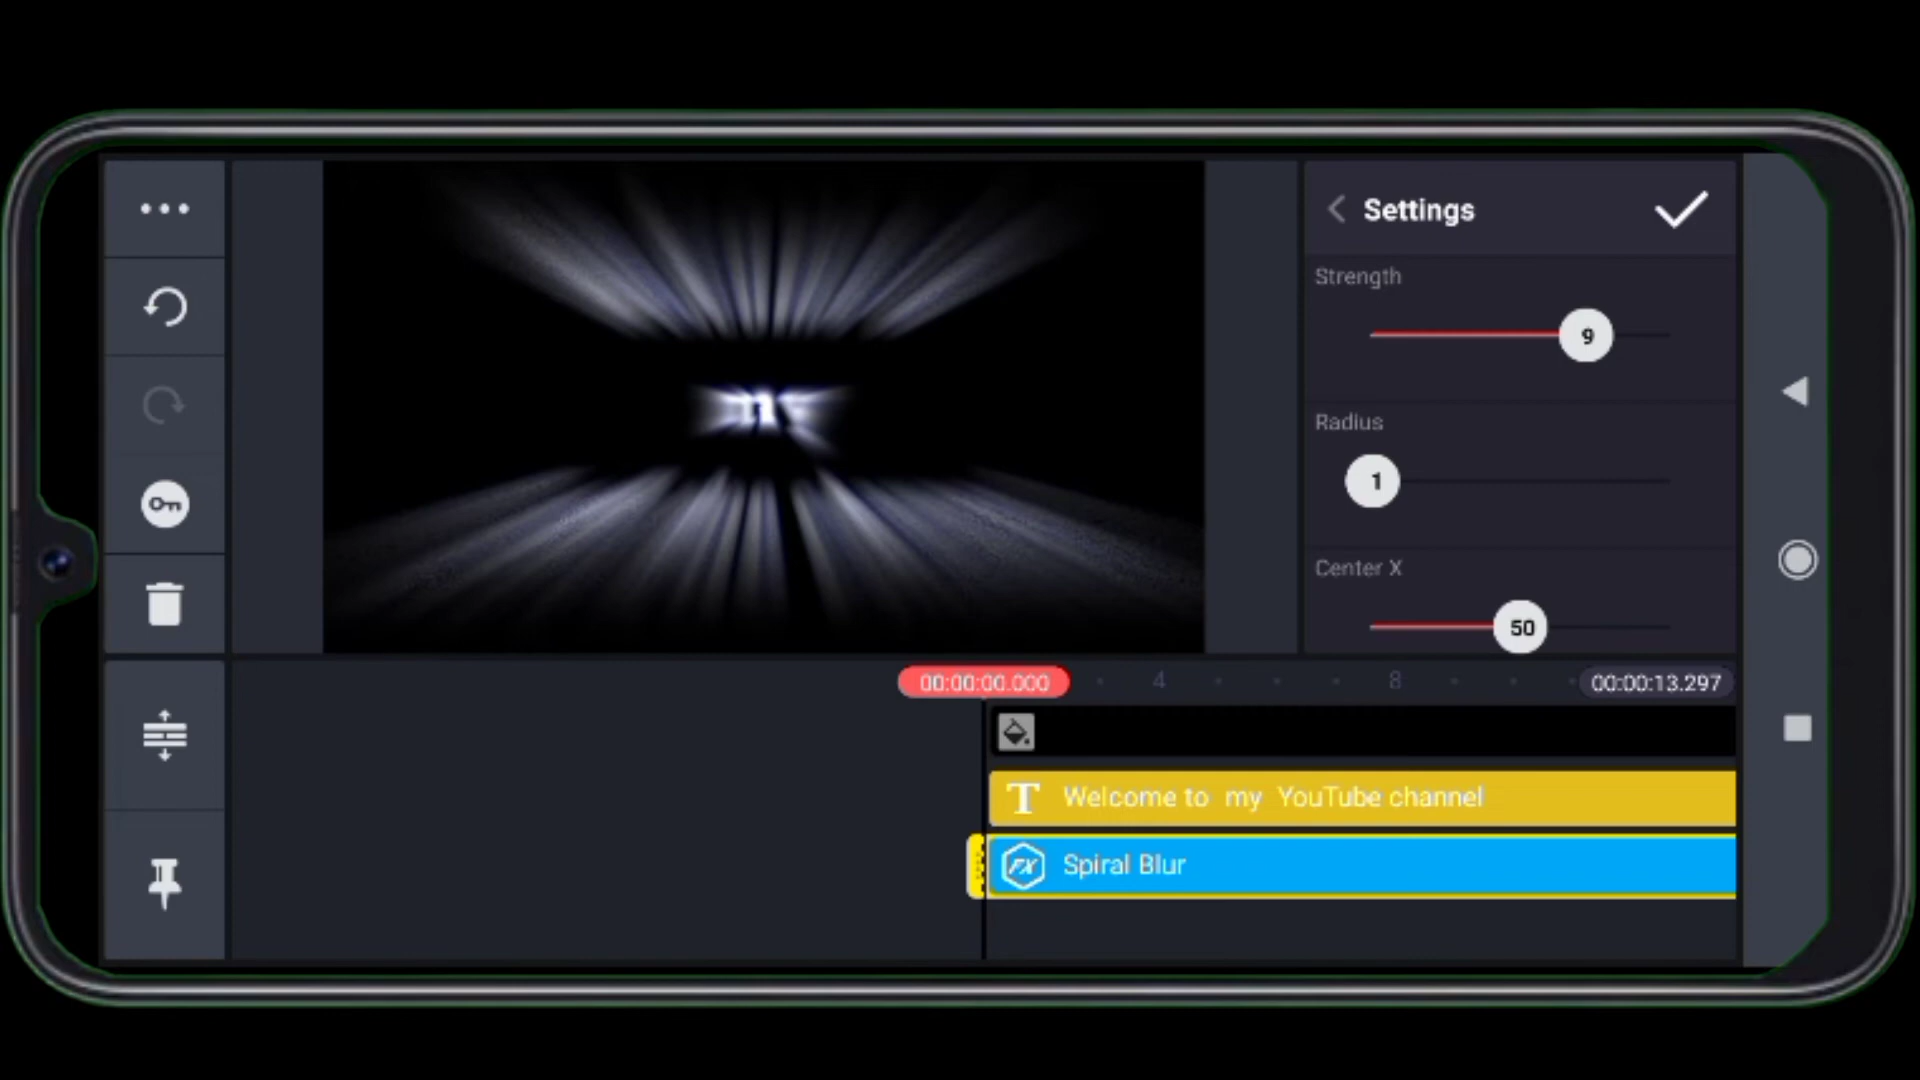 Settings
Strength
9
Radius
1
Center X
50
00:00:00.000
4
8
00:00:13.297
T Welcome to my YouTube channel
FX Spiral Blur
n